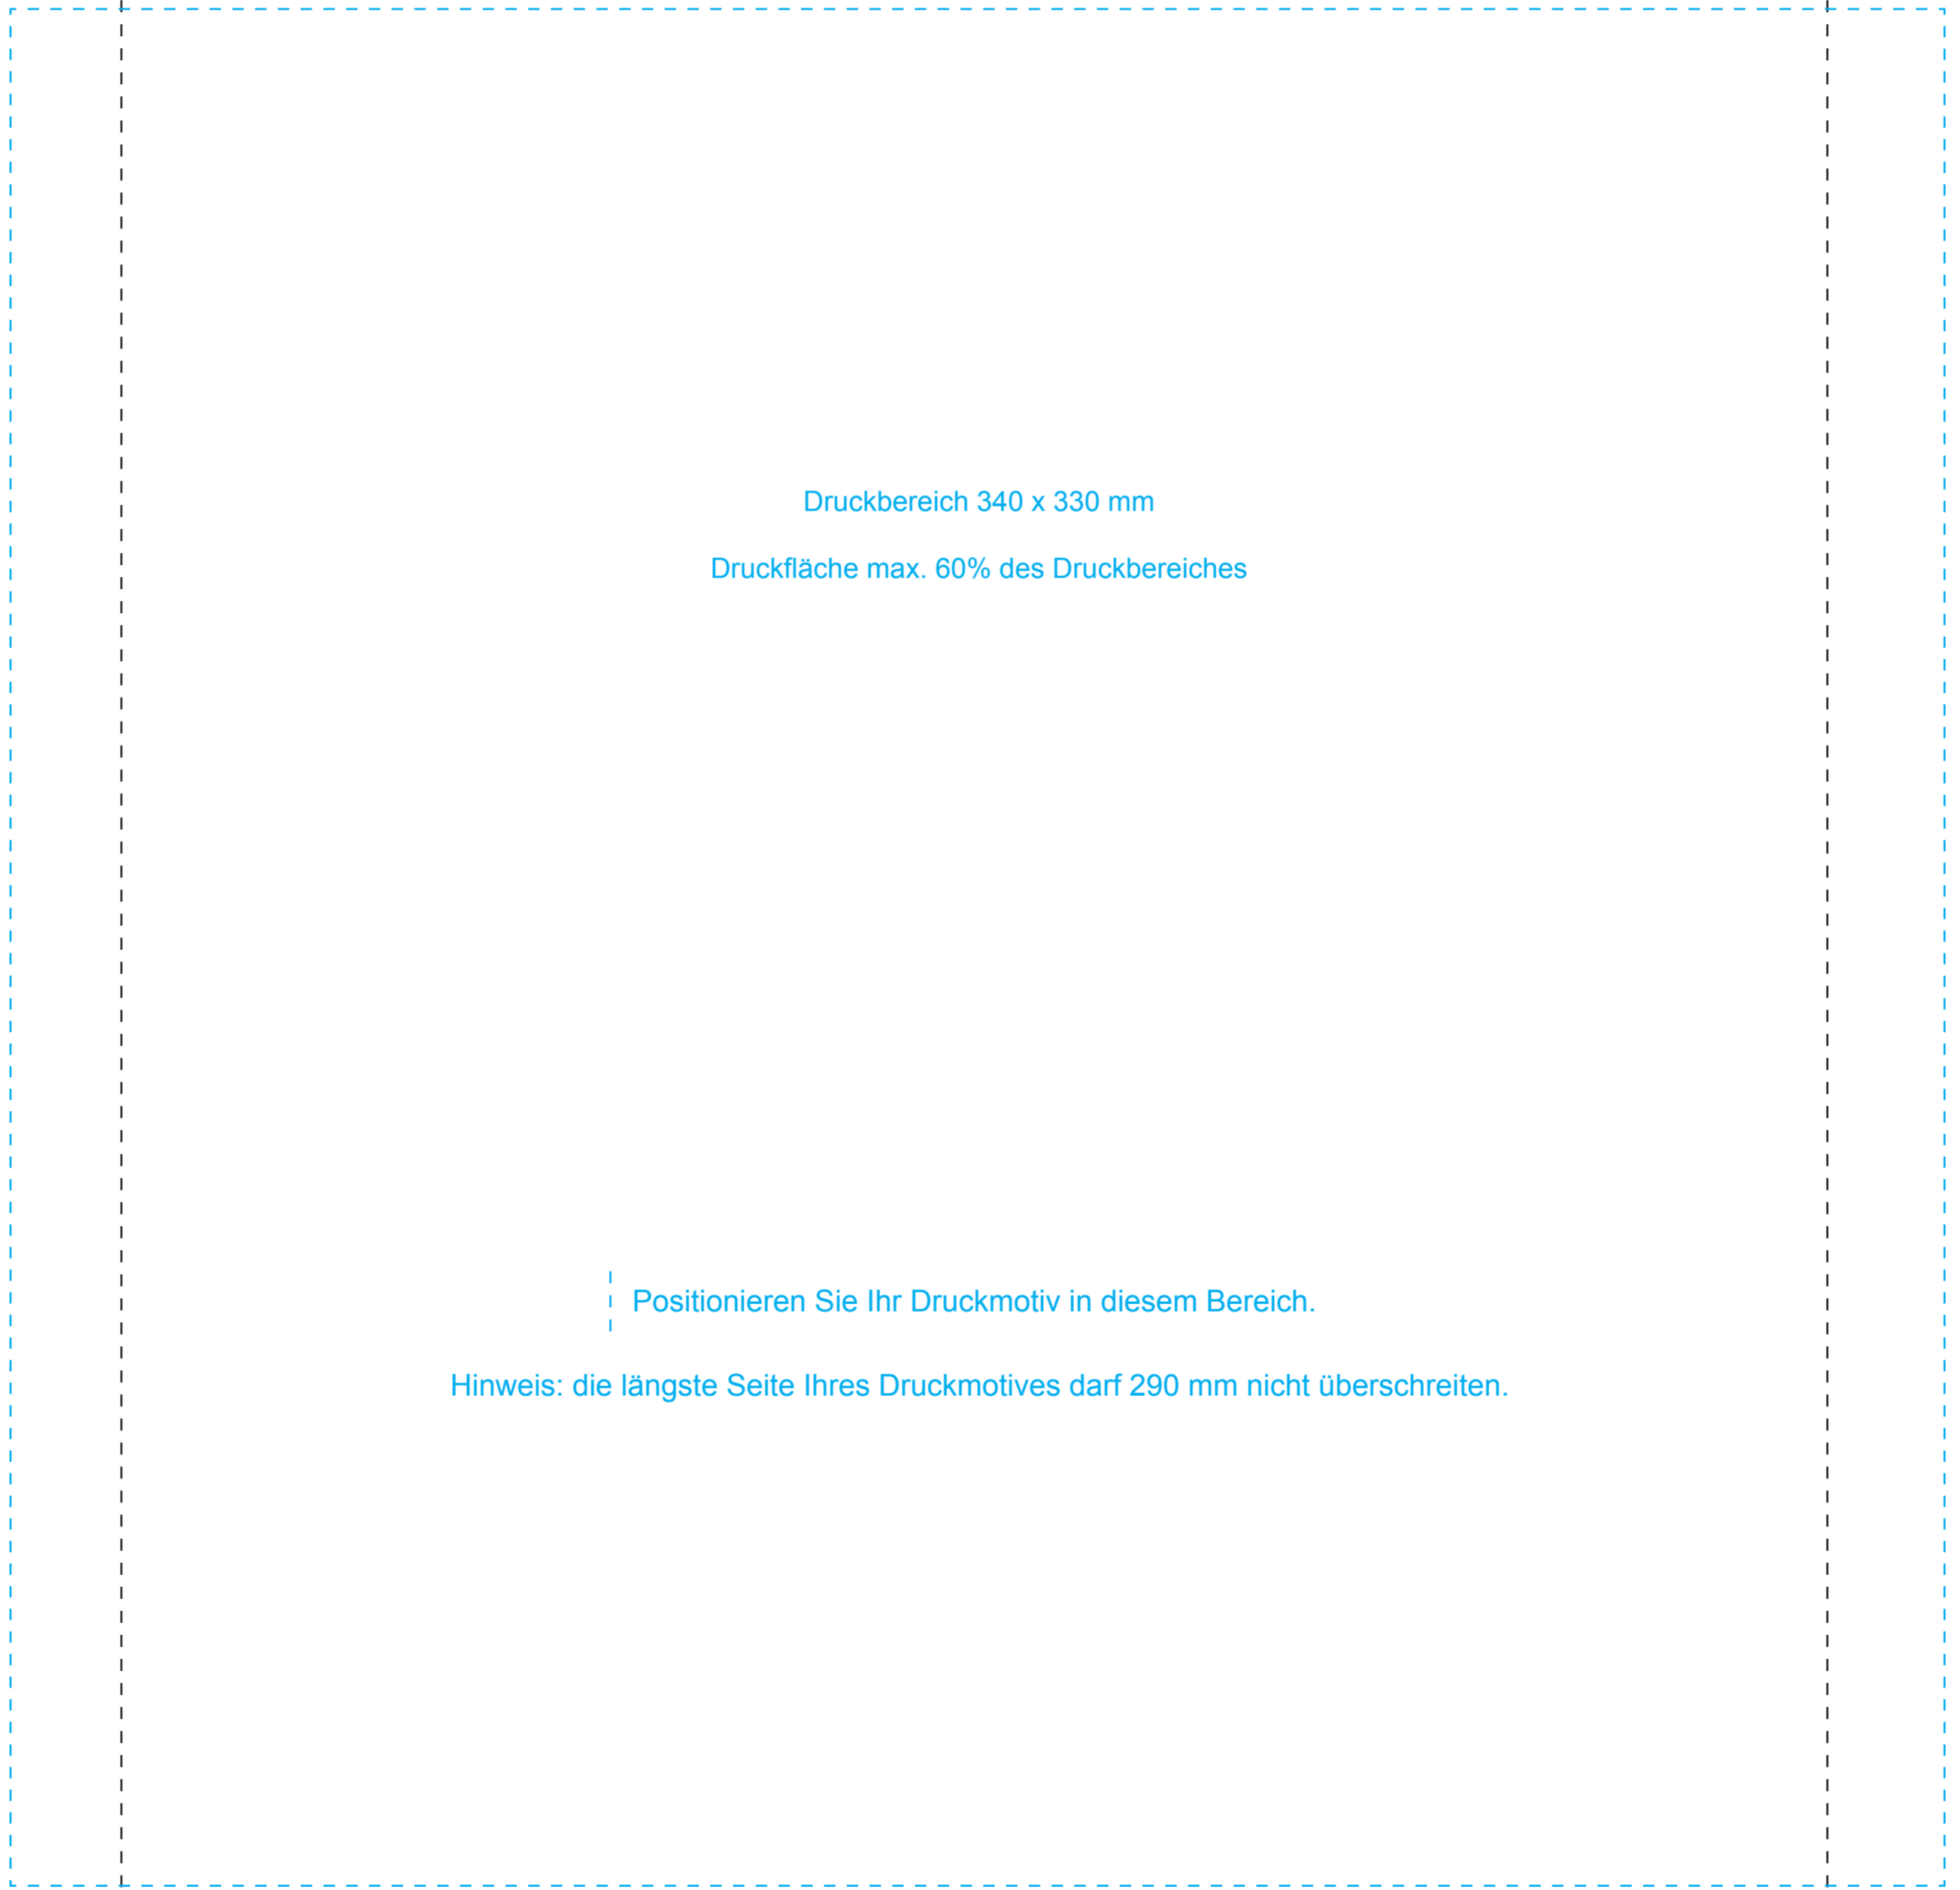 Druckbereich 340 x 330 mm
Druckfläche max. 60% des Druckbereiches
Positionieren Sie Ihr Druckmotiv in diesem Bereich.
Hinweis: die längste Seite Ihres Druckmotives darf 290 mm nicht überschreiten.